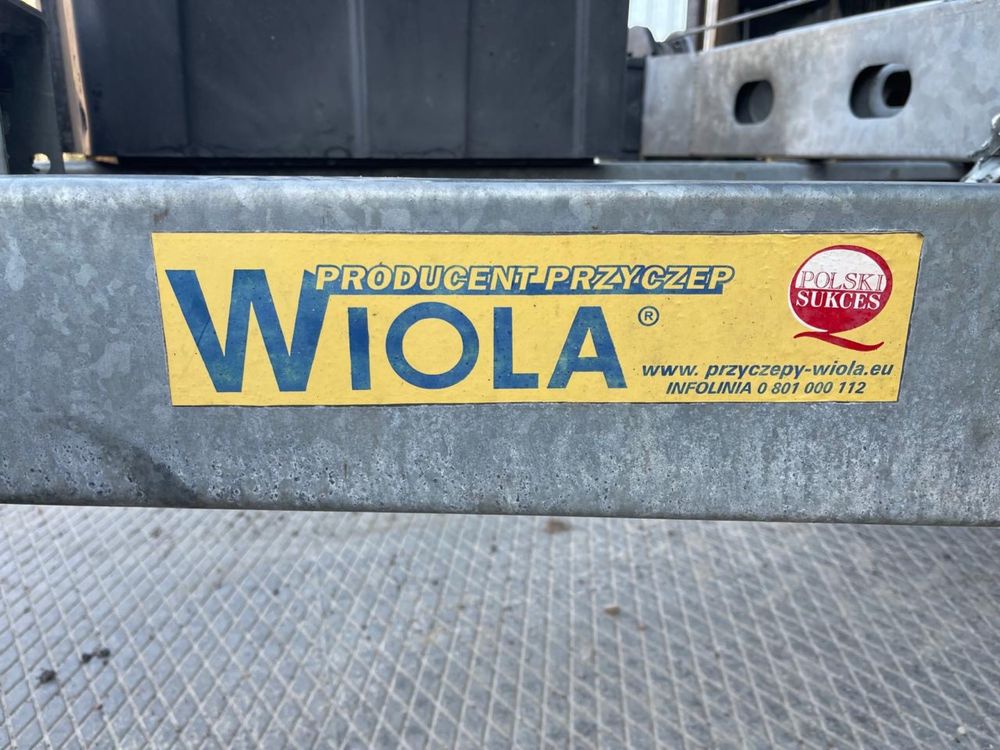 PRODUCENT PRZYCZEP
WIOLA ®
www. przyczepy-wiola.eu
INFOLINIA 0 801 000 112
POLSKI
SUKCES